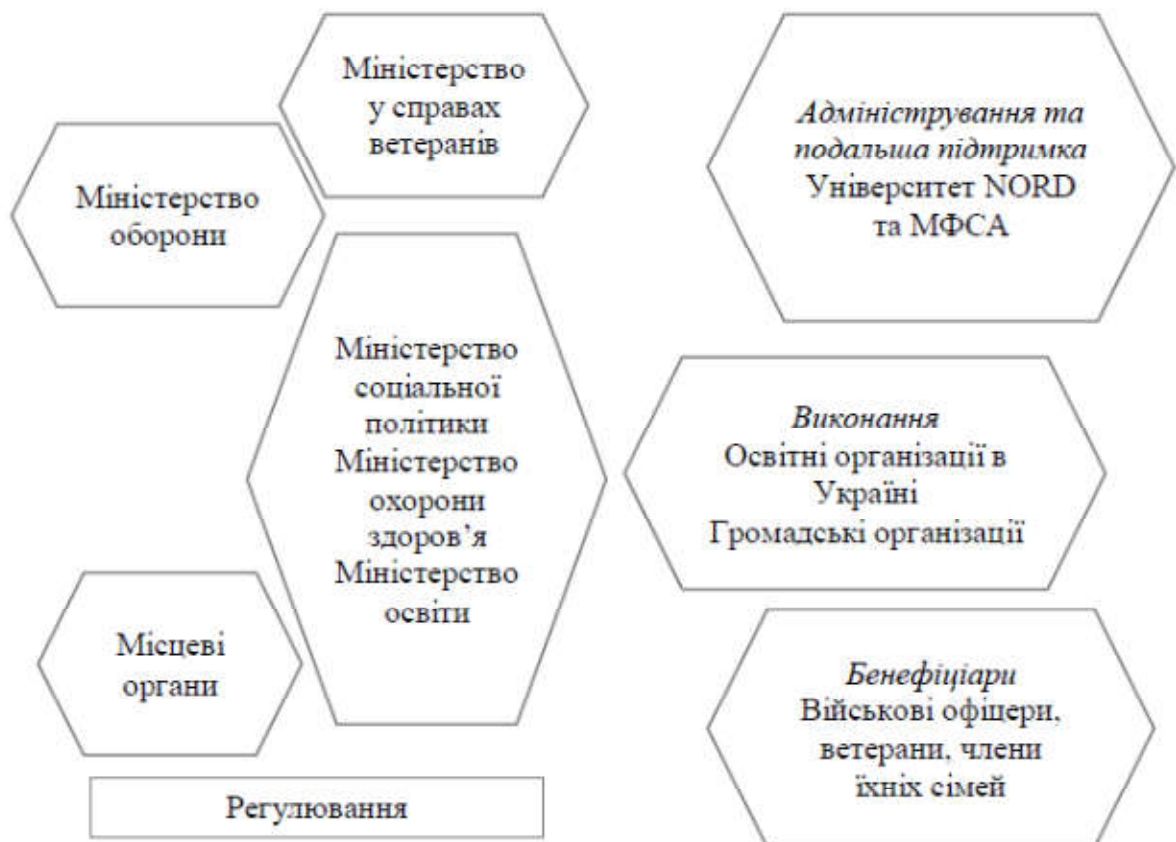 Міністерство
у справах
ветеранів
Міністерство
оборони
Міністерство
соціальної
політики
Міністерство
охорони
здоров’я
Міністерство
освіти
Місцеві
органи
Регулювання
Адміністрування та
подальша підтримка
Університет NORD
та МФСА
Виконання
Освітні організації в
Україні
Громадські організації
Бенефіціари
Військові офіцери,
ветерани, члени
їхніх сімей